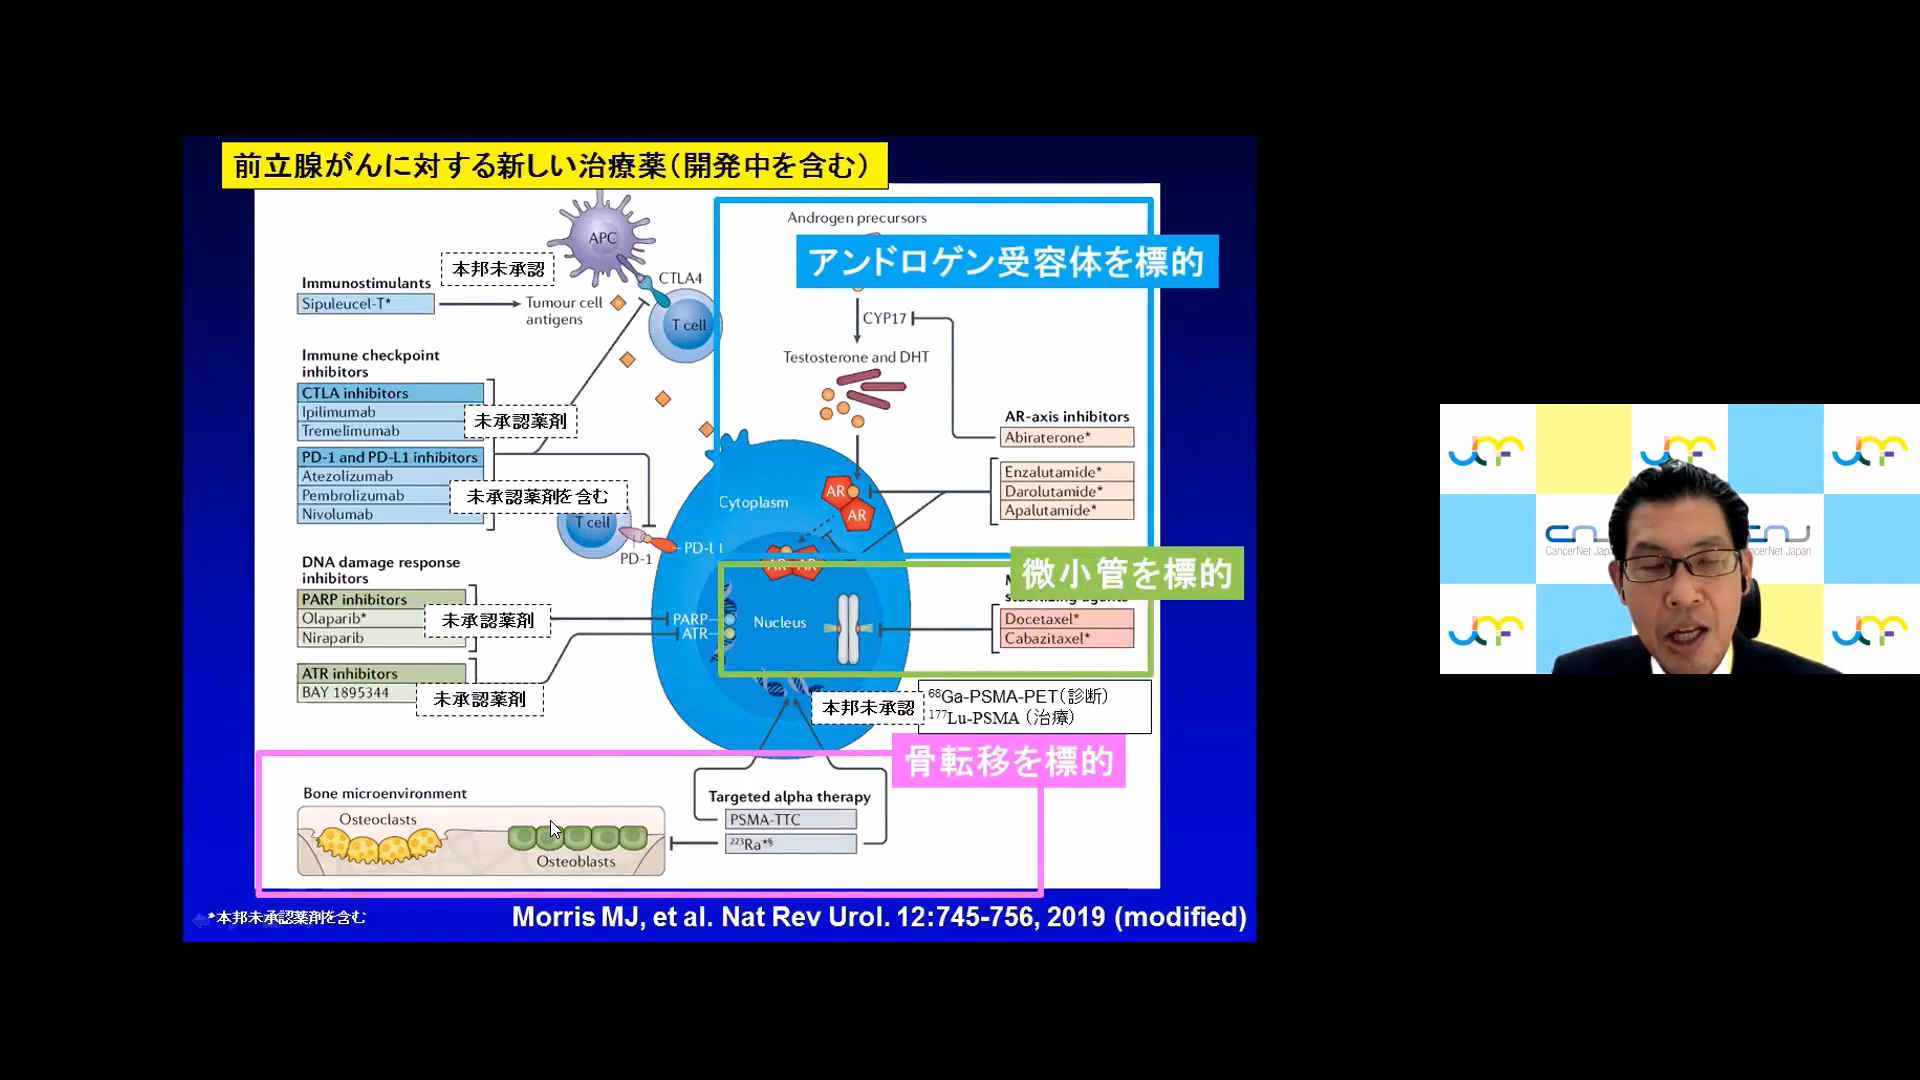 前立腺がんに対する新しい治療薬（開発中を含む）
APC
CTLA4
T cell
Immunostimulants
Sipuleucel-T*
本邦未承認
Tumour cell
antigens
Immune checkpoint
inhibitors
CTLA inhibitors
Ipilimumab
Tremelimumab
未承認薬剤
PD-1 and PD-L1 inhibitors
Atezolizumab
Pembrolizumab
Nivolumab
未承認薬剤を含む
T cell
PD-1
PD-L1
DNA damage response
inhibitors
PARP inhibitors
Olaparib*
Niraparib
未承認薬剤
PARP
ATR
ATR inhibitors
BAY 1895344
未承認薬剤
Androgen precursors
アンドロゲン受容体を標的
CYP17
Testosterone and DHT
AR-axis inhibitors
Abiraterone*
Enzalutamide*
Darolutamide*
Apalutamide*
Cytoplasm
AR
AR
AR
AR
微小管を標的
Nucleus
Docetaxel*
Cabazitaxel*
本邦未承認
⁶⁸Ga-PSMA-PET（診断）
¹⁷⁷Lu-PSMA（治療）
骨転移を標的
Bone microenvironment
Osteoclasts
Osteoblasts
Targeted alpha therapy
PSMA-TTC
²²³Ra*§
*本邦未承認薬剤を含む
Morris MJ, et al. Nat Rev Urol. 12:745-756, 2019 (modified)
CancerNet Japan